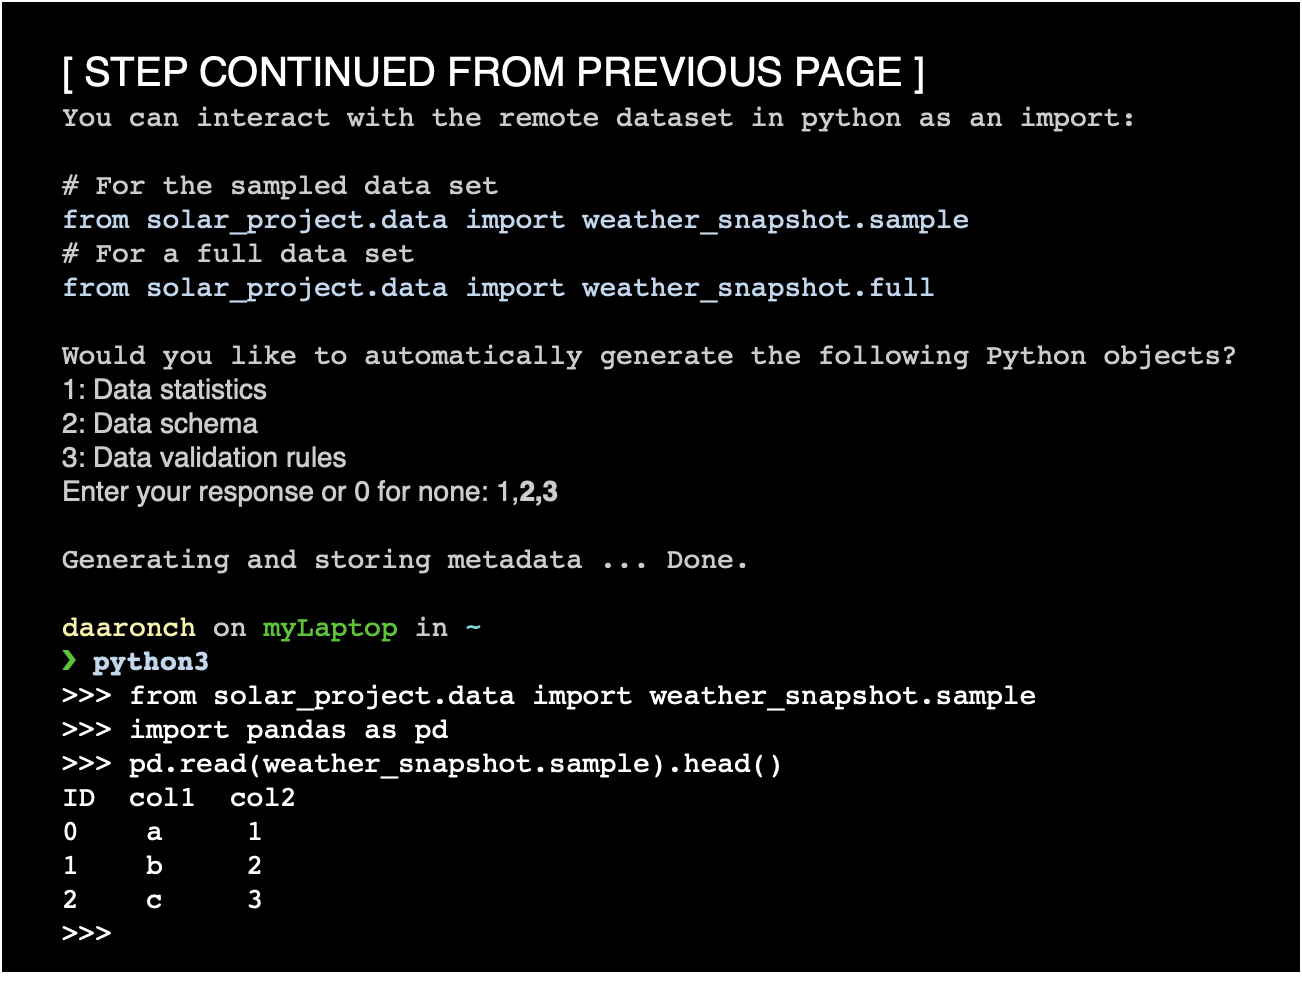 [ STEP CONTINUED FROM PREVIOUS PAGE ]
You can interact with the remote dataset in python as an import:
# For the sampled data set
from solar_project.data import weather_snapshot.sample
# For a full data set
from solar_project.data import weather_snapshot.full
Would you like to automatically generate the following Python objects?
1: Data statistics
2: Data schema
3: Data validation rules
Enter your response or 0 for none: 1,2,3
Generating and storing metadata ... Done.
daaronch on myLaptop in ~
❯ python3
>>> from solar_project.data import weather_snapshot.sample
>>> import pandas as pd
>>> pd.read(weather_snapshot.sample).head()
ID  col1  col2
0    a     1
1    b     2
2    c     3
>>>